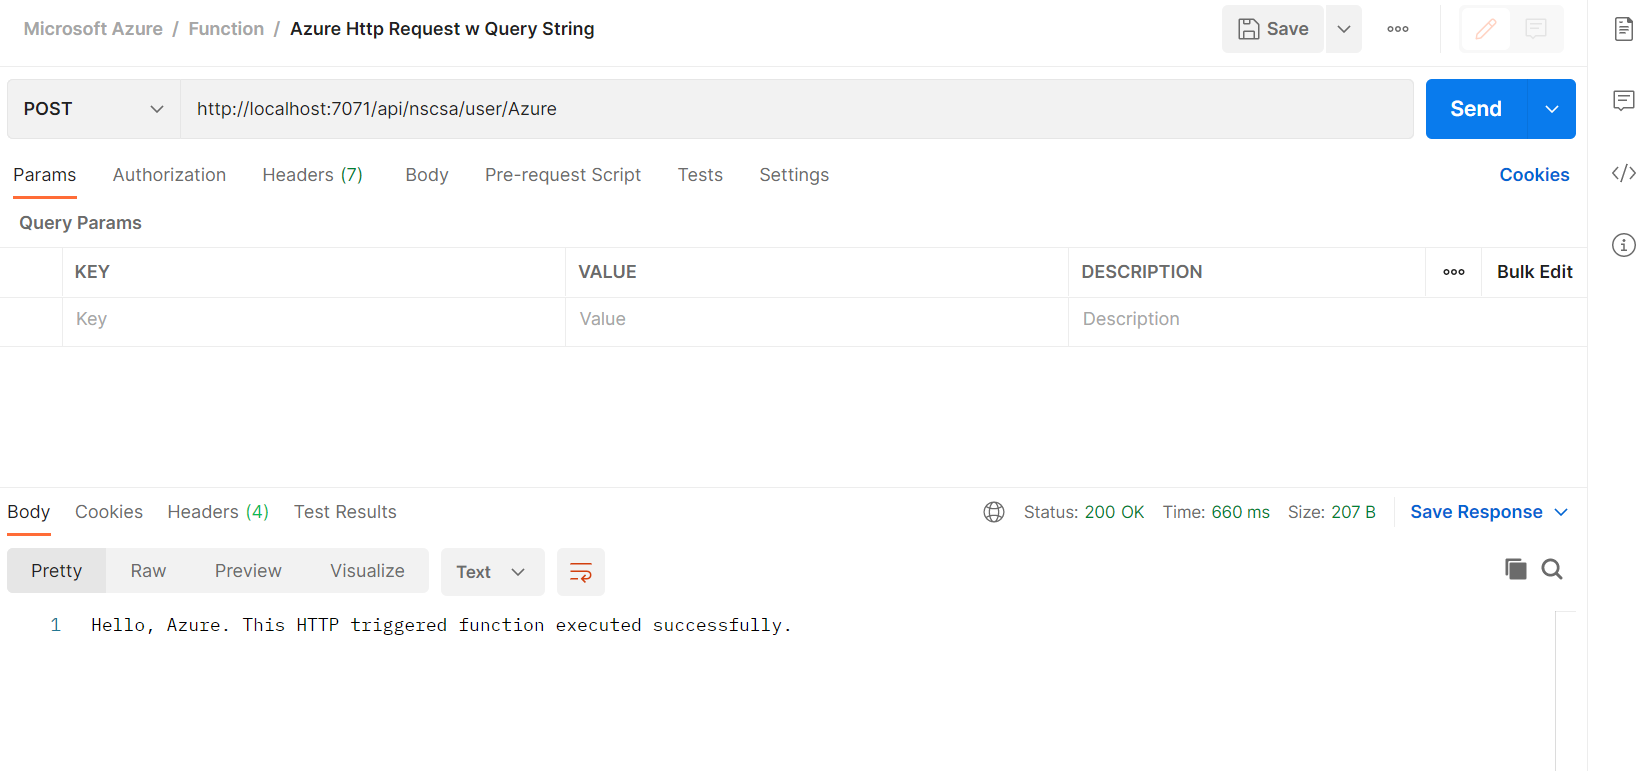 Microsoft Azure / Function / Azure Http Request w Query String
Save
POST
http://localhost:7071/api/nscsa/user/Azure
Send
Params Authorization Headers (7) Body Pre-request Script Tests Settings Cookies
Query Params
KEY VALUE DESCRIPTION Bulk Edit
Key Value Description
Body Cookies Headers (4) Test Results Status: 200 OK Time: 660 ms Size: 207 B Save Response
Pretty Raw Preview Visualize Text
1 Hello, Azure. This HTTP triggered function executed successfully.